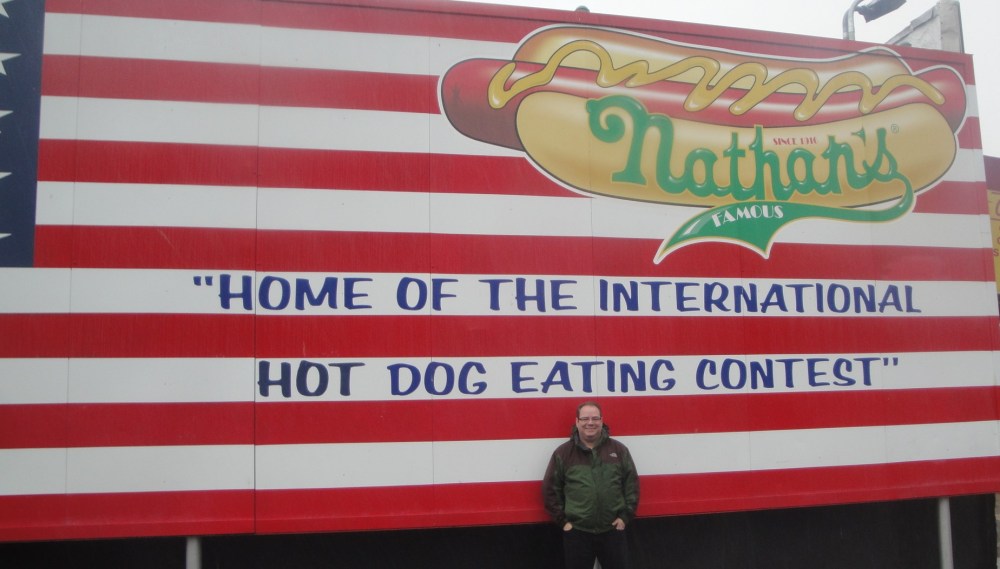 SINCE 1916
Nathan's®
FAMOUS
"HOME OF THE INTERNATIONAL
HOT DOG EATING CONTEST"